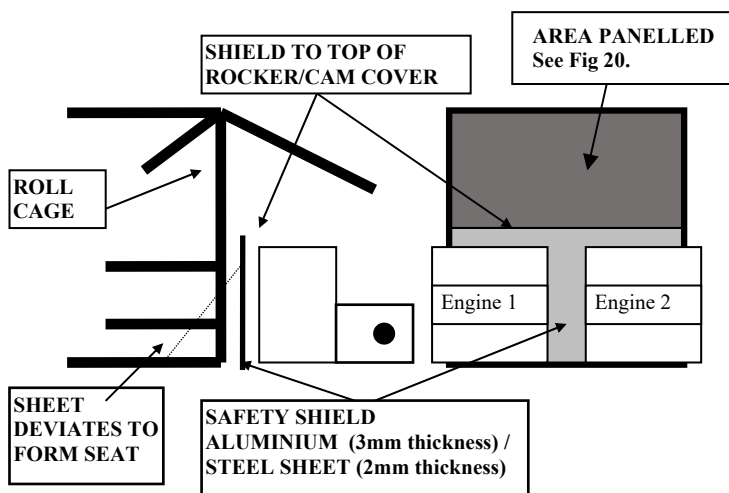 SHIELD TO TOP OF
ROCKER/CAM COVER
AREA PANELLED
See Fig 20.
ROLL
CAGE
Engine 1
Engine 2
SHEET
DEVIATES TO
FORM SEAT
SAFETY SHIELD
ALUMINIUM (3mm thickness) /
STEEL SHEET (2mm thickness)